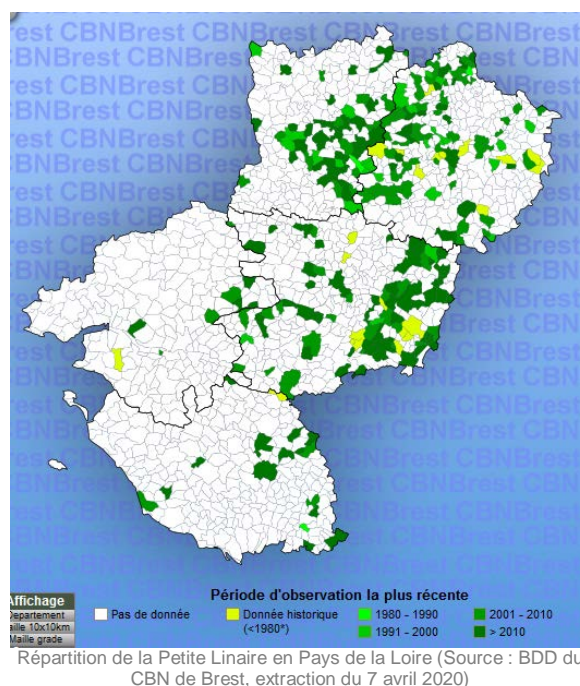 Période d'observation la plus récente
Affichage
Departement
aille 10x10km
Maille grade
Pas de donnée
Donnée historique
(<1980*)
1980 - 1990
1991 - 2000
2001 - 2010
> 2010
Répartition de la Petite Linaire en Pays de la Loire (Source : BDD du
CBN de Brest, extraction du 7 avril 2020)